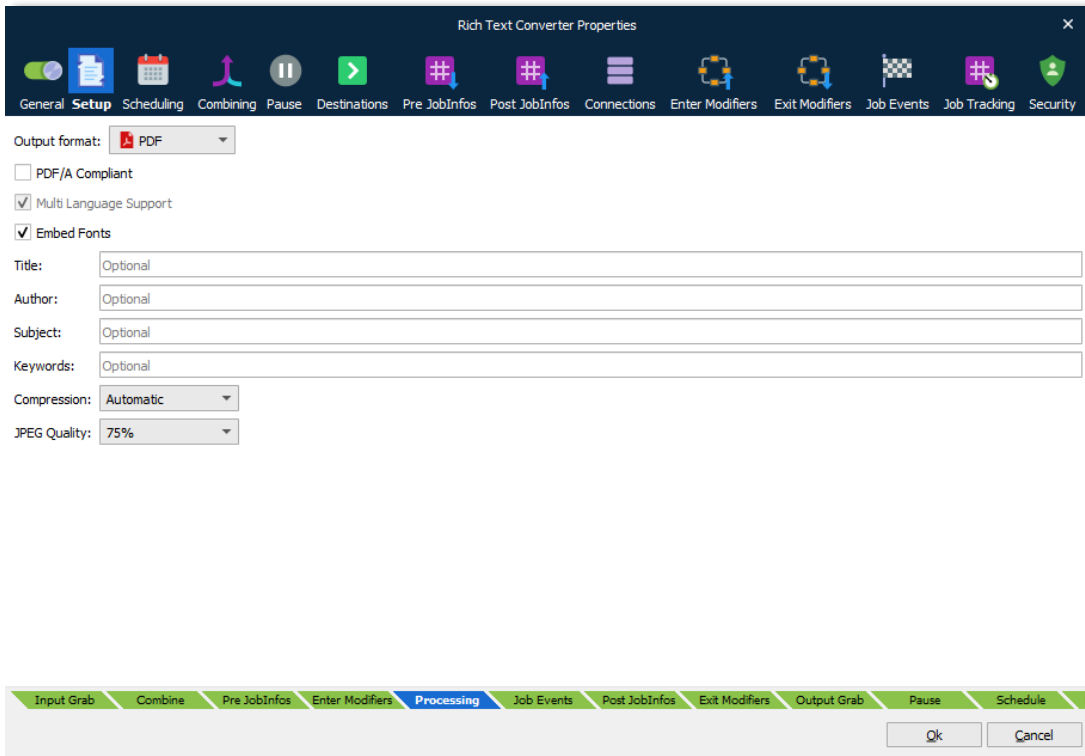 Rich Text Converter Properties
General Setup Scheduling Combining Pause Destinations Pre JobInfos Post JobInfos Connections Enter Modifiers Exit Modifiers Job Events Job Tracking Security
Output format: PDF
PDF/A Compliant
Multi Language Support
Embed Fonts
Title: Optional
Author: Optional
Subject: Optional
Keywords: Optional
Compression: Automatic
JPEG Quality: 75%
Input Grab Combine Pre JobInfos Enter Modifiers Processing Job Events Post JobInfos Exit Modifiers Output Grab Pause Schedule
Ok Cancel